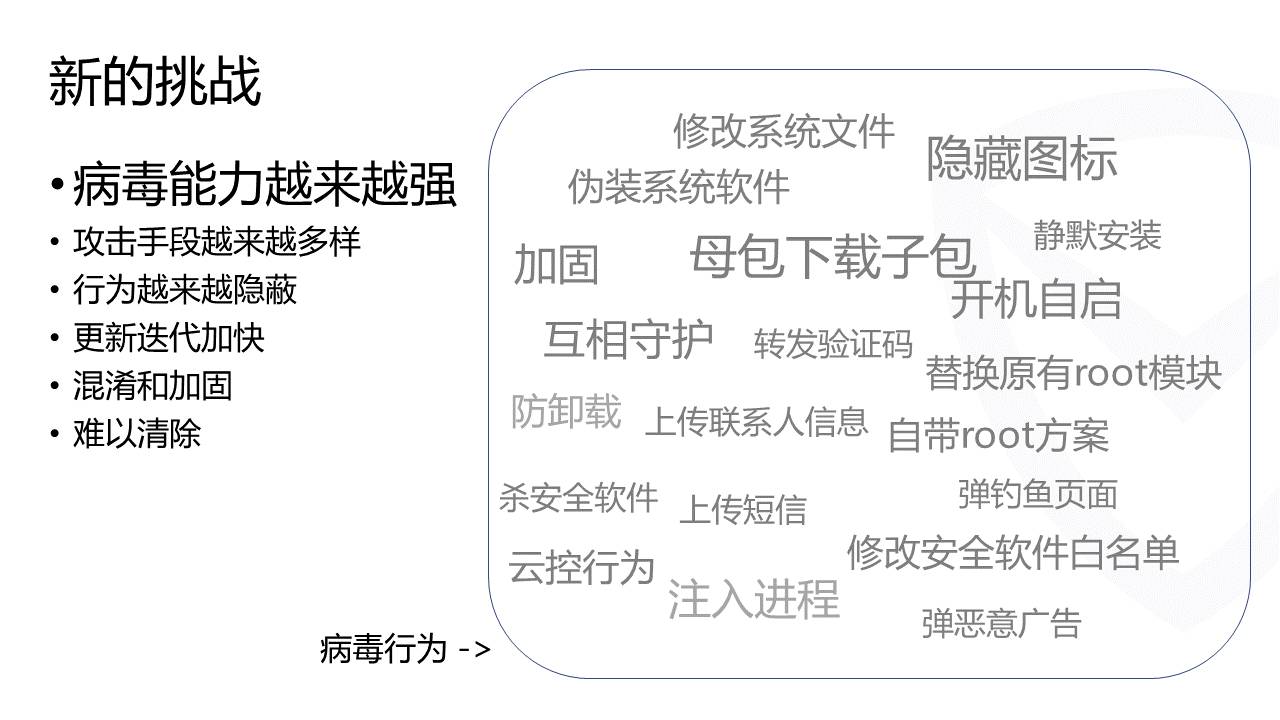 新的挑战
•病毒能力越来越强
• 攻击手段越来越多样
• 行为越来越隐蔽
• 更新迭代加快
• 混淆和加固
• 难以清除
病毒行为 ->
修改系统文件
隐藏图标
伪装系统软件
静默安装
加固
母包下载子包
开机自启
互相守护
转发验证码
替换原有root模块
防卸载
上传联系人信息
自带root方案
杀安全软件
上传短信
弹钓鱼页面
云控行为
修改安全软件白名单
注入进程
弹恶意广告